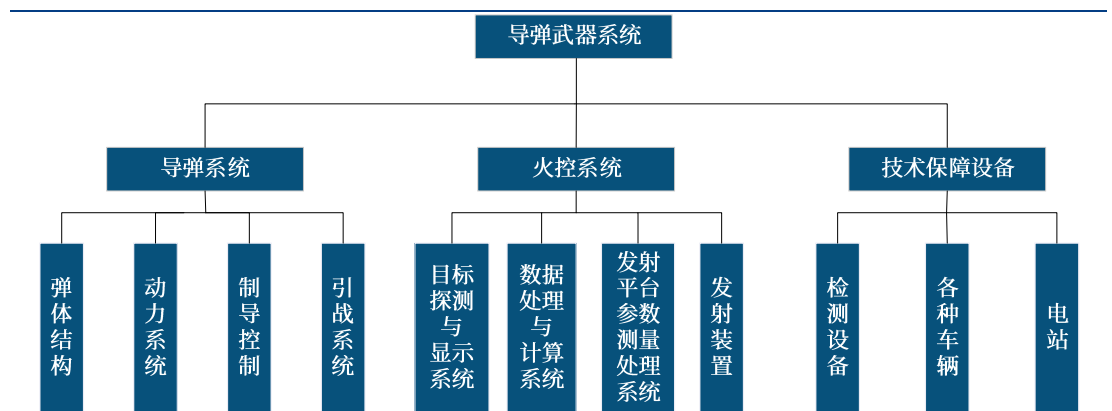 导弹武器系统
导弹系统
火控系统
技术保障设备
弹体结构
动力系统
制导控制
引战系统
目标
探测
与
显示
系统
数据
处理
与
计算
系统
发射
平台
参数
测量
处理
系统
发射装置
检测设备
各种车辆
电站